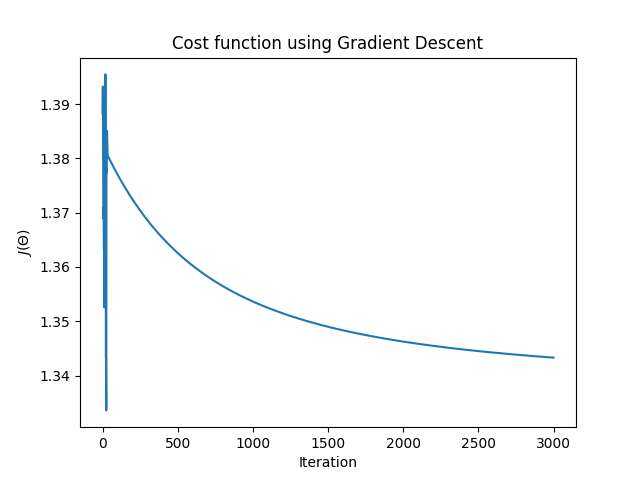 Cost function using Gradient Descent
1.39
1.38
1.37
1.36
1.35
1.34
J(Θ)
0 500 1000 1500 2000 2500 3000
Iteration